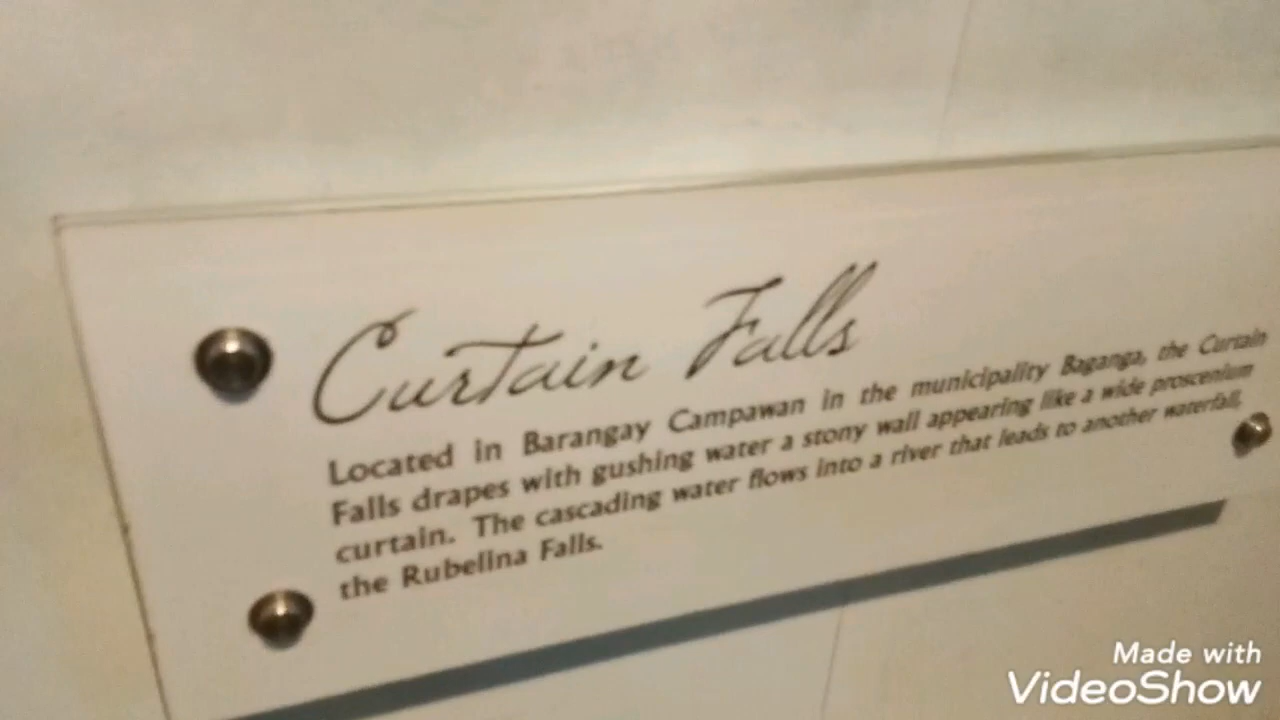 Curtain Falls
Located in Barangay Campawan in the municipality Baganga, the Curtain
Falls drapes with gushing water a stony wall appearing like a wide proscenium
curtain. The cascading water flows into a river that leads to another waterfall,
the Rubelina Falls.
Made with
VideoShow